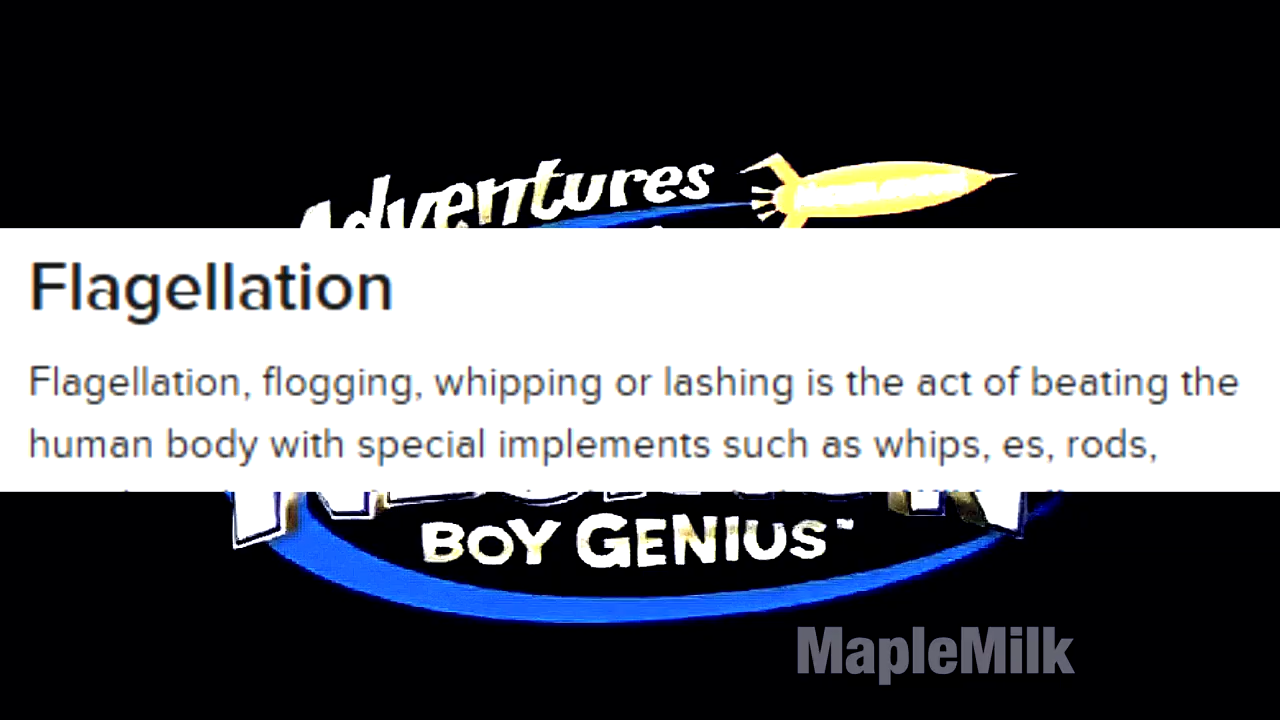 Adventures
Flagellation
Flagellation, flogging, whipping or lashing is the act of beating the
human body with special implements such as whips, es, rods,
BOY GENIUS™
MapleMilk